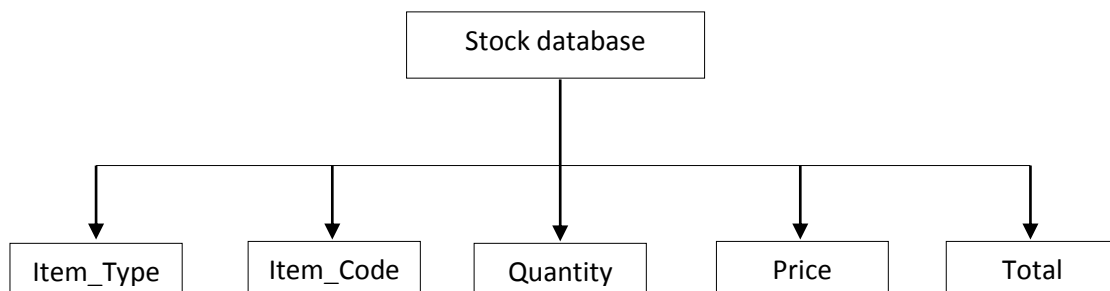 Stock database
Item_Type
Item_Code
Quantity
Price
Total